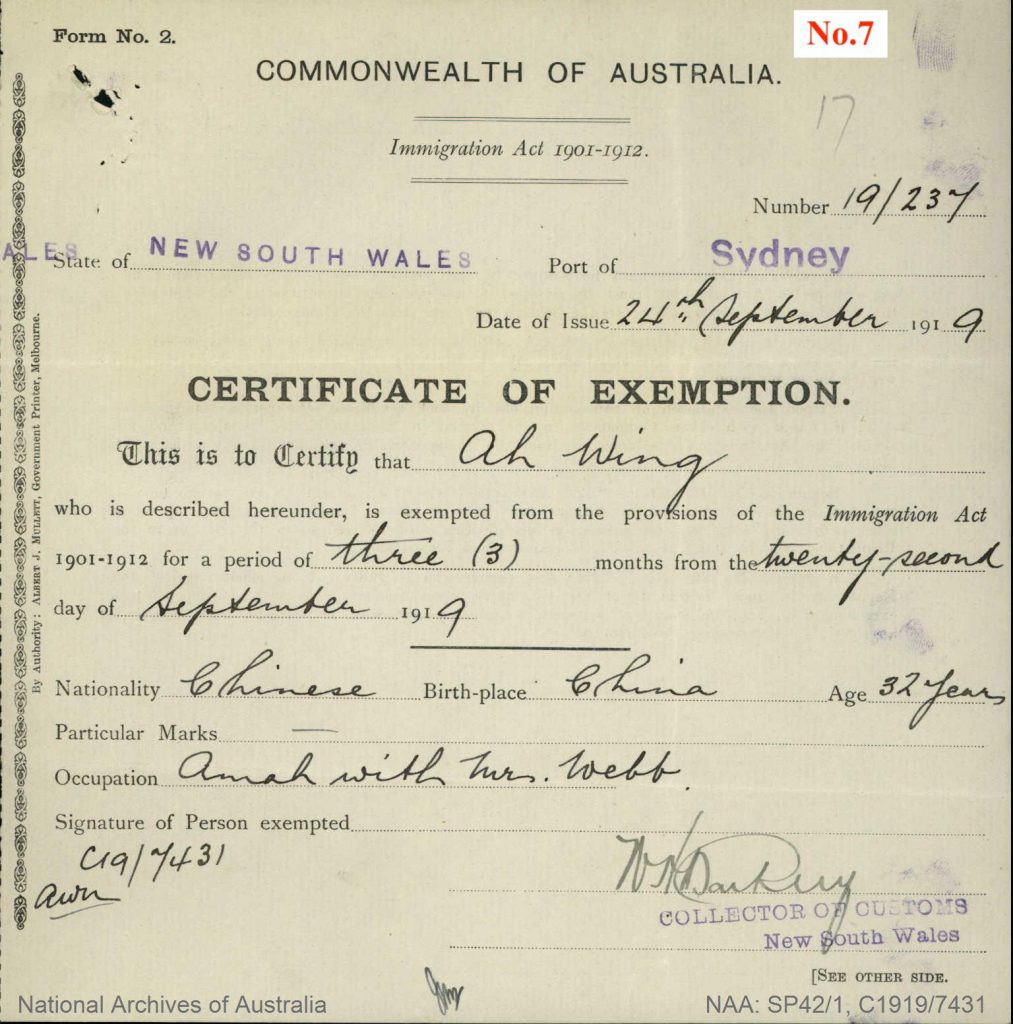 Form No. 2.
No.7
COMMONWEALTH OF AUSTRALIA.
17
Immigration Act 1901-1912.
Number 19/237
ALES
State of NEW SOUTH WALES Port of Sydney
Date of Issue 24th September 1919
CERTIFICATE OF EXEMPTION.
This is to Certify that Ah Wing
who is described hereunder, is exempted from the provisions of the Immigration Act
1901-1912 for a period of three (3) months from the twenty-second
day of September 1919
Nationality Chinese Birth-place China Age 32 Years
Particular Marks —
Occupation Amah with Mrs. Webb.
Signature of Person exempted
C19/7431
COLLECTOR OF CUSTOMS
New South Wales
[SEE OTHER SIDE.
By Authority: ALBERT J. MULLETT, Government Printer, Melbourne.
National Archives of Australia
NAA: SP42/1, C1919/7431